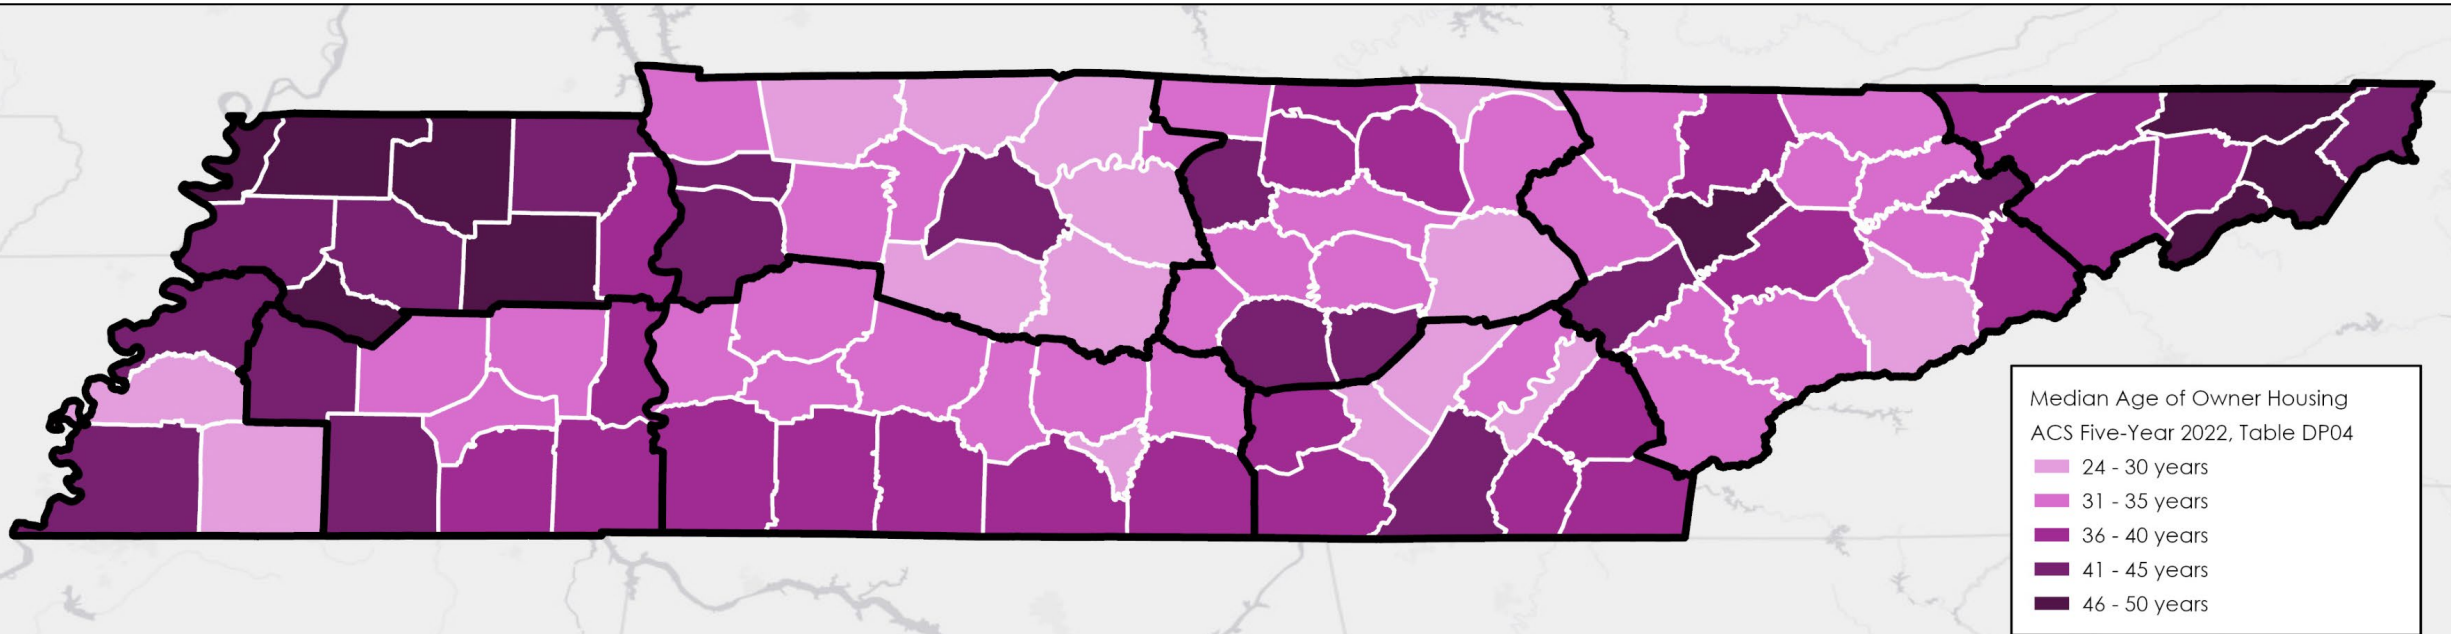 Median Age of Owner Housing
ACS Five-Year 2022, Table DP04
24 - 30 years
31 - 35 years
36 - 40 years
41 - 45 years
46 - 50 years